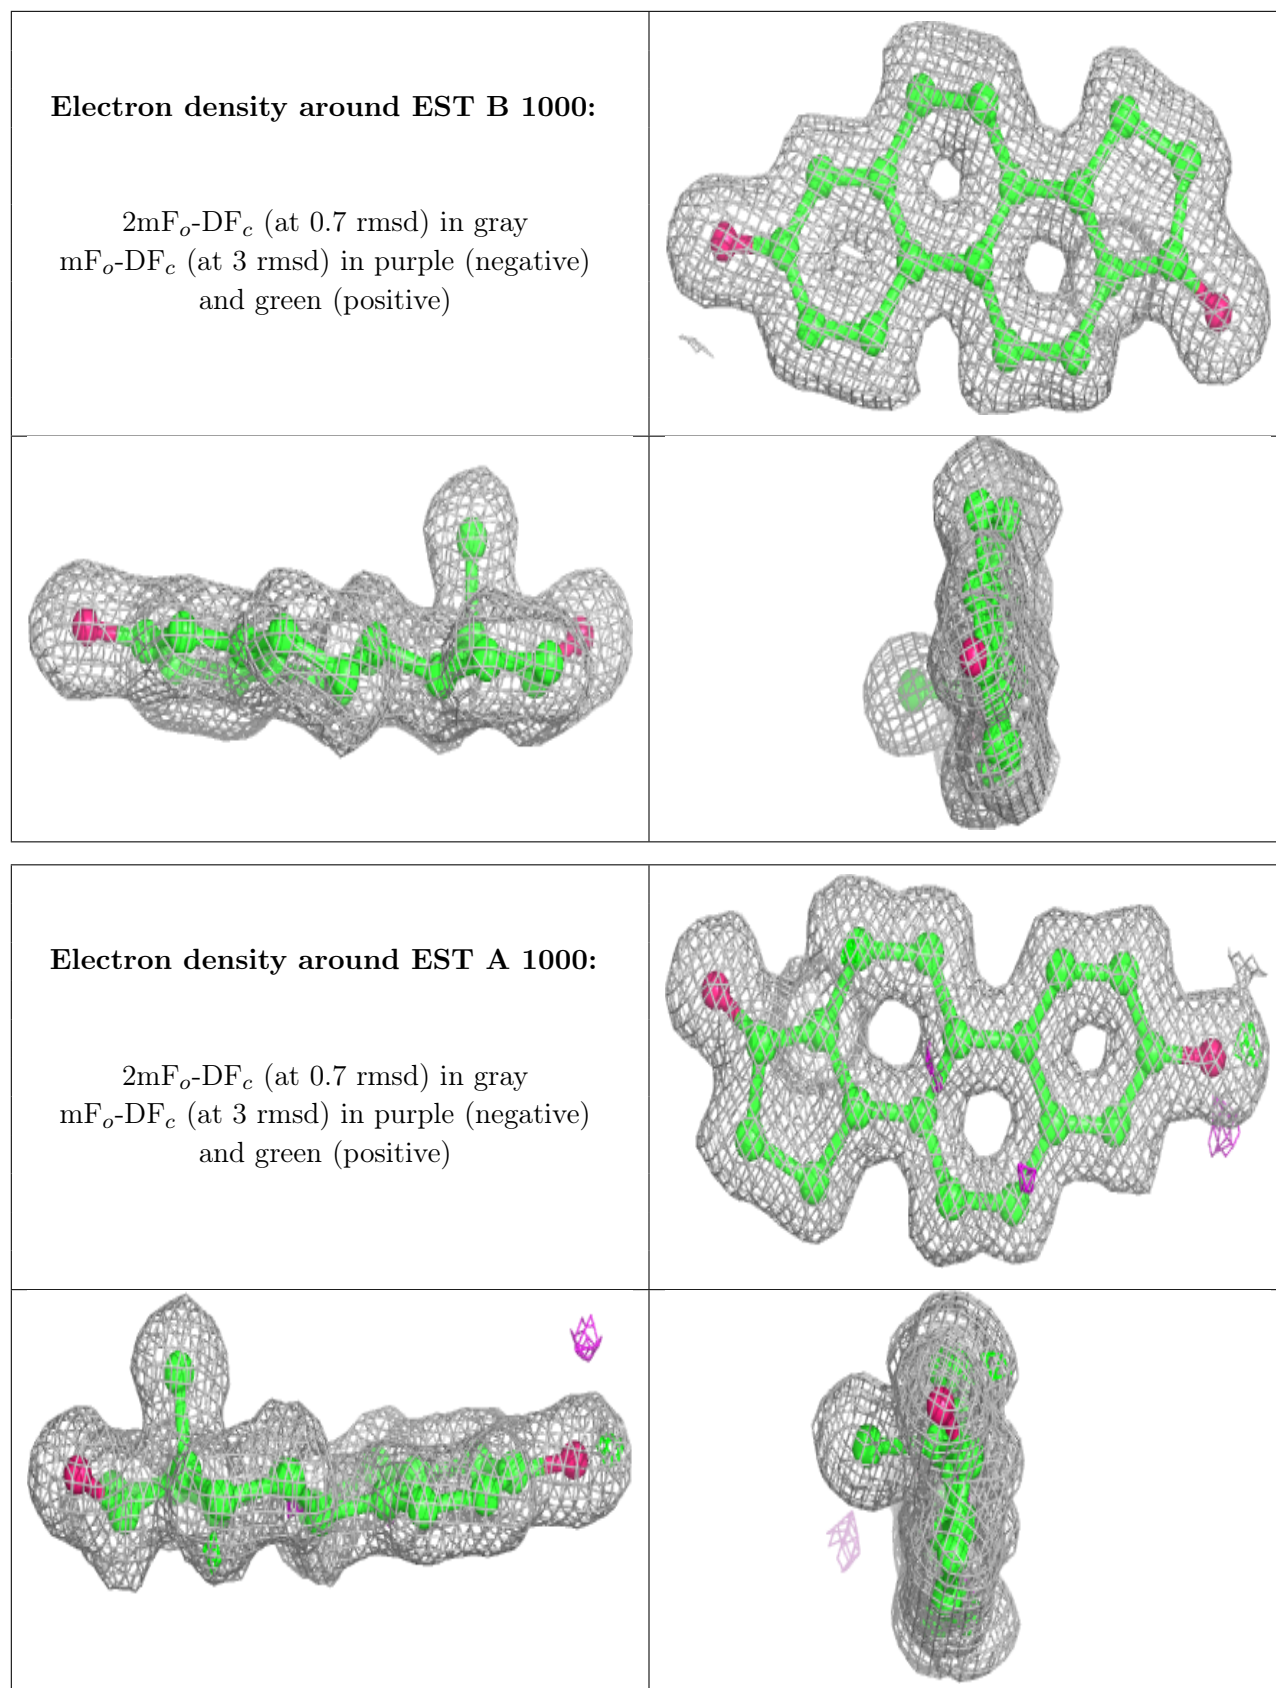 Electron density around EST B 1000:
2mFₒ-DF𝒸 (at 0.7 rmsd) in gray
mFₒ-DF𝒸 (at 3 rmsd) in purple (negative)
and green (positive)
Electron density around EST A 1000:
2mFₒ-DF𝒸 (at 0.7 rmsd) in gray
mFₒ-DF𝒸 (at 3 rmsd) in purple (negative)
and green (positive)